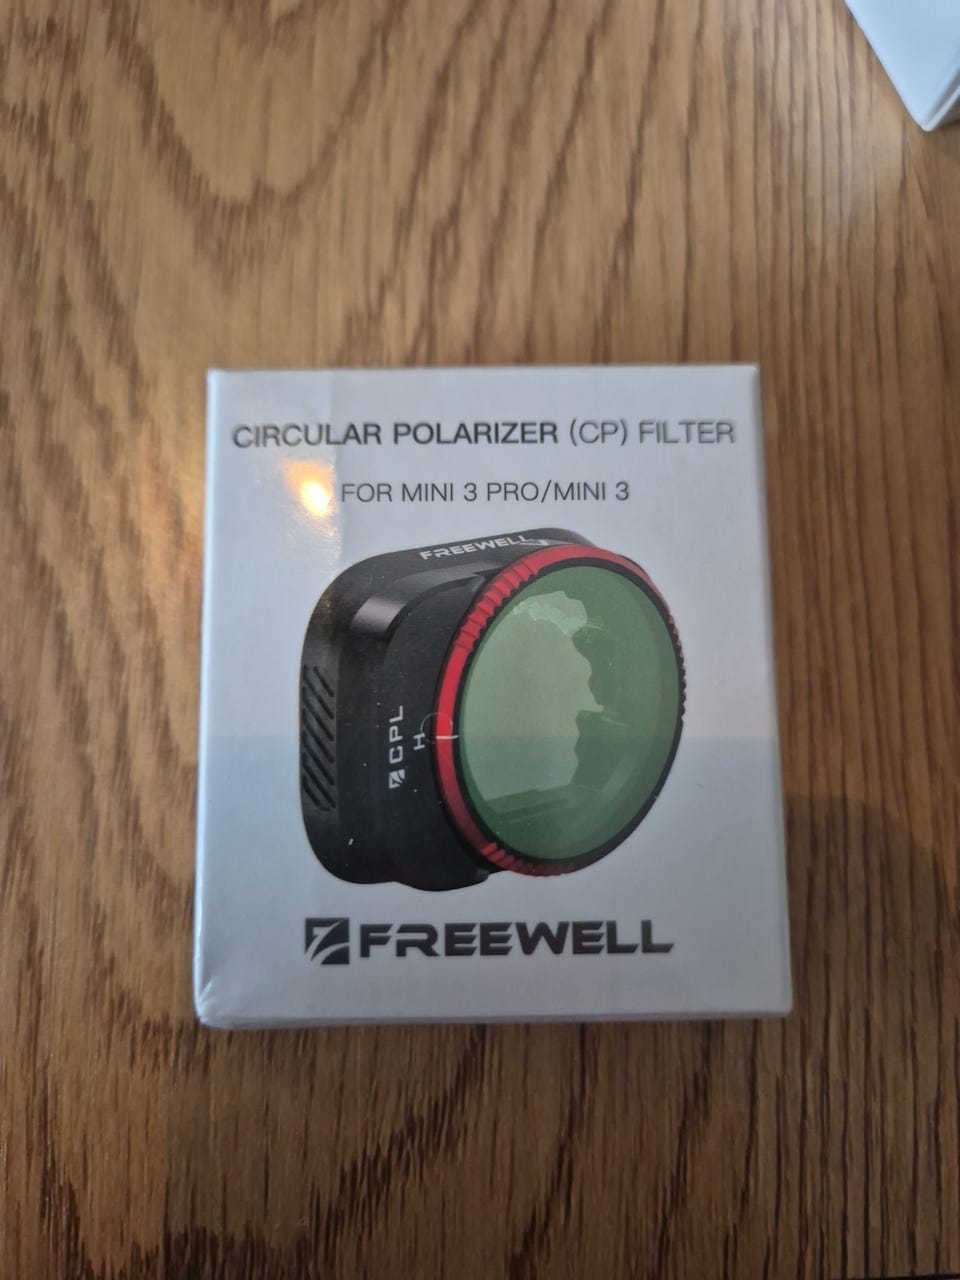 CIRCULAR POLARIZER (CP) FILTER
FOR MINI 3 PRO/MINI 3
FREEWELL
CPL
H
FREEWELL